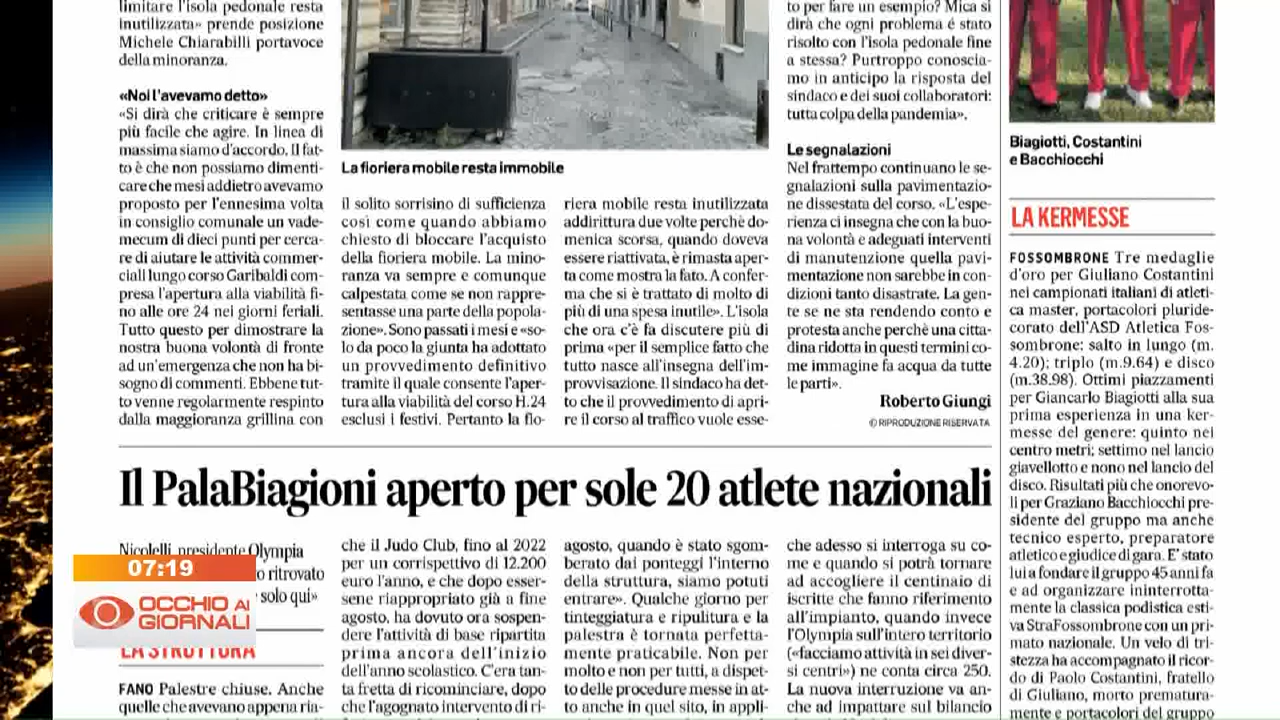 limitare l'isola pedonale resta
inutilizzata» prende posizione
Michele Chiarabilli portavoce
della minoranza.
«Noi l'avevamo detto»
«Si dirà che criticare è sempre
più facile che agire. In linea di
massima siamo d'accordo. Il fat-
to è che non possiamo dimenti-
care che mesi addietro avevamo
proposto per l'ennesima volta
in consiglio comunale un vade-
mecum di dieci punti per cerca-
re di aiutare le attività commer-
ciali lungo corso Garibaldi com-
presa l'apertura alla viabilità fi-
no alle ore 24 nei giorni feriali.
Tutto questo per dimostrare la
nostra buona volontà di fronte
ad un'emergenza che non ha bi-
sogno di commenti. Ebbene tut-
to venne regolarmente respinto
dalla maggioranza grillina con
La fioriera mobile resta immobile
il solito sorrisino di sufficienza
così come quando abbiamo
chiesto di bloccare l'acquisto
della fioriera mobile. La mino-
ranza va sempre e comunque
calpestata come se non rappre-
sentasse una parte della popola-
zione». Sono passati i mesi e «so-
lo da poco la giunta ha adottato
un provvedimento definitivo
tramite il quale consente l'aper-
tura alla viabilità del corso H.24
esclusi i festivi. Pertanto la fio-
riera mobile resta inutilizzata
addirittura due volte perchè do-
menica scorsa, quando doveva
essere riattivata, è rimasta aper-
ta come mostra la foto. A confer-
ma che si è trattato di molto di
più di una spesa inutile». L'isola
che ora c'è fa discutere più di
prima «per il semplice fatto che
tutto nasce all'insegna dell'im-
provvisazione. Il sindaco ha det-
to che il provvedimento di apri-
re il corso al traffico vuole esse-
to per fare un esempio? Mica si
dirà che ogni problema é stato
risolto con l'isola pedonale fine
a stessa? Purtroppo conoscia-
mo in anticipo la risposta del
sindaco e dei suoi collaboratori:
tutta colpa della pandemia».
Le segnalazioni
Nel frattempo continuano le se-
gnalazioni sulla pavimentazio-
ne dissestata del corso. «L'espe-
rienza ci insegna che con la buo-
na volontà e adeguati interventi
di manutenzione quella pavi-
mentazione non sarebbe in con-
dizioni tanto disastrate. La gen-
te se ne sta rendendo conto e
protesta anche perchè una citta-
dina ridotta in questi termini co-
me immagine fa acqua da tutte
le parti».
Roberto Giungi
© RIPRODUZIONE RISERVATA
Biagiotti, Costantini
e Bacchiocchi
LA KERMESSE
FOSSOMBRONE Tre medaglie
d'oro per Giuliano Costantini
nei campionati italiani di atleti-
ca master, portacolori pluride-
corato dell'ASD Atletica Fos-
sombrone: salto in lungo (m.
4.20); triplo (m.9.64) e disco
(m.38.98). Ottimi piazzamenti
per Giancarlo Biagiotti alla sua
prima esperienza in una ker-
messe del genere: quinto nei
centro metri; settimo nel lancio
giavellotto e nono nel lancio del
disco. Risultati più che onorevo-
li per Graziano Bacchiocchi pre-
sidente del gruppo ma anche
tecnico esperto, preparatore
atletico e giudice di gara. E' stato
lui a fondare il gruppo 45 anni fa
e ad organizzare ininterrotta-
mente la classica podistica esti-
va StraFossombrone con un pri-
mato nazionale. Un velo di tri-
stezza ha accompagnato il ricor-
do di Paolo Costantini, fratello
di Giuliano, morto prematura-
mente e portacolori del gruppo
Il PalaBiagioni aperto per sole 20 atlete nazionali
Nicolelli, presidente Olympia
o ritrovato
solo qui»
LA STRUTTURA
FANO Palestre chiuse. Anche
quelle che avevano appena ria-
che il Judo Club, fino al 2022
per un corrispettivo di 12.200
euro l'anno, e che dopo esser-
sene riappropriato già a fine
agosto, ha dovuto ora sospen-
dere l'attività di base ripartita
prima ancora dell'inizio
dell'anno scolastico. C'era tan-
ta fretta di ricominciare, dopo
che l'agognato intervento di ri-
agosto, quando è stato sgom-
berato dai ponteggi l'interno
della struttura, siamo potuti
entrare». Qualche giorno per
tinteggiatura e ripulitura e la
palestra è tornata perfetta-
mente praticabile. Non per
molto e non per tutti, a dispet-
to delle procedure messe in at-
to anche in quel sito, in appli-
che adesso si interroga su co-
me e quando si potrà tornare
ad accogliere il centinaio di
iscritte che fanno riferimento
all'impianto, quando invece
l'Olympia sull'intero territorio
(«facciamo attività in sei diver-
si centri») ne conta circa 250.
La nuova interruzione va an-
che ad impattare sul bilancio
07:19
OCCHIO AI
GIORNALI